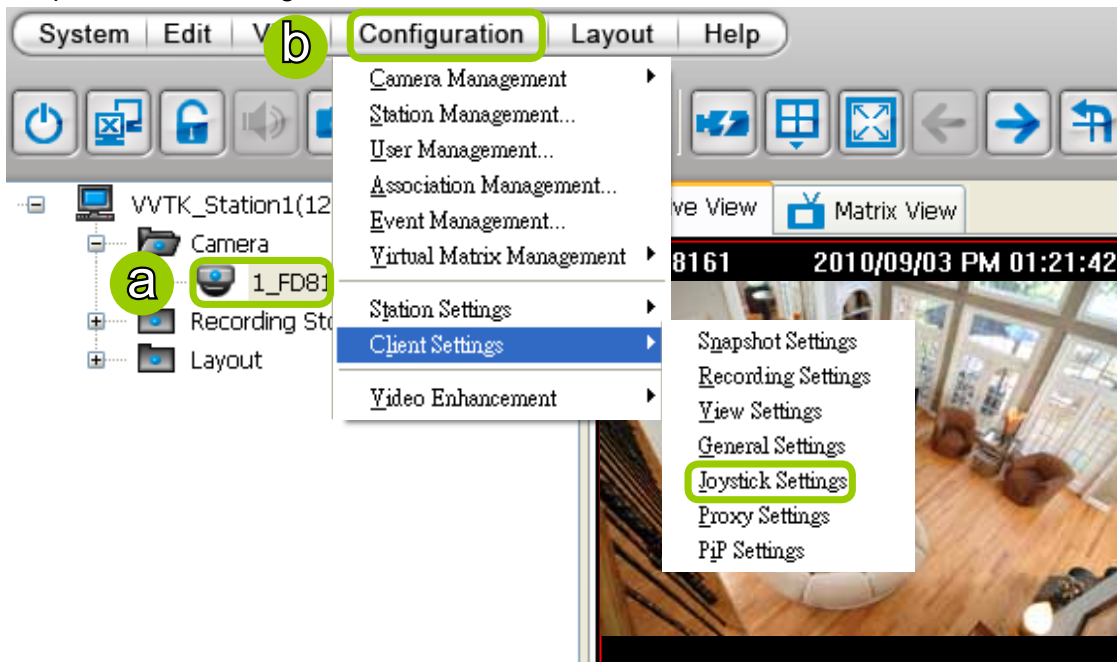 System Edit V Configuration Layout Help
b
Camera Management
Station Management...
User Management...
Association Management...
Event Management...
Virtual Matrix Management
Station Settings
Client Settings
Video Enhancement
Snapshot Settings
Recording Settings
View Settings
General Settings
Joystick Settings
Proxy Settings
PiP Settings
VVTK_Station1(12
Camera
a
1_FD81
Recording Sto
Layout
ve View
Matrix View
8161 2010/09/03 PM 01:21:42